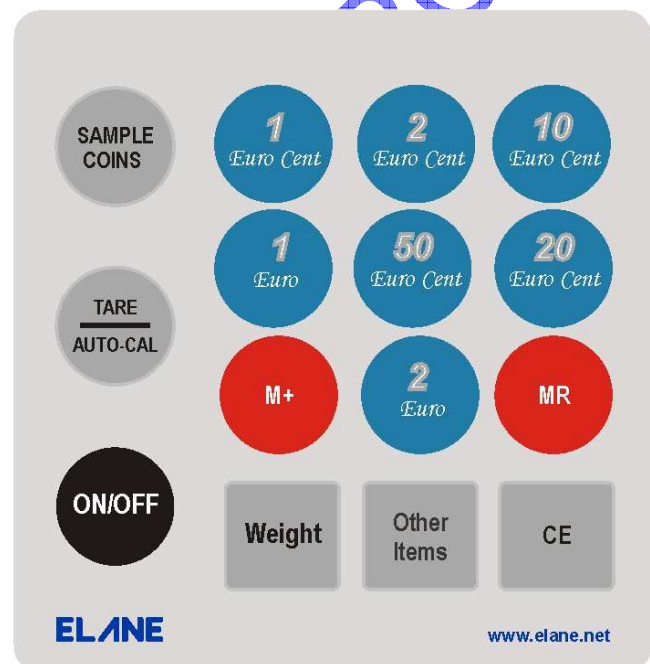 SAMPLE
COINS
1
Euro Cent
2
Euro Cent
10
Euro Cent
TARE
AUTO-CAL
1
Euro
50
Euro Cent
20
Euro Cent
M+
2
Euro
MR
ON/OFF
Weight
Other
Items
CE
ELANE
www.elane.net